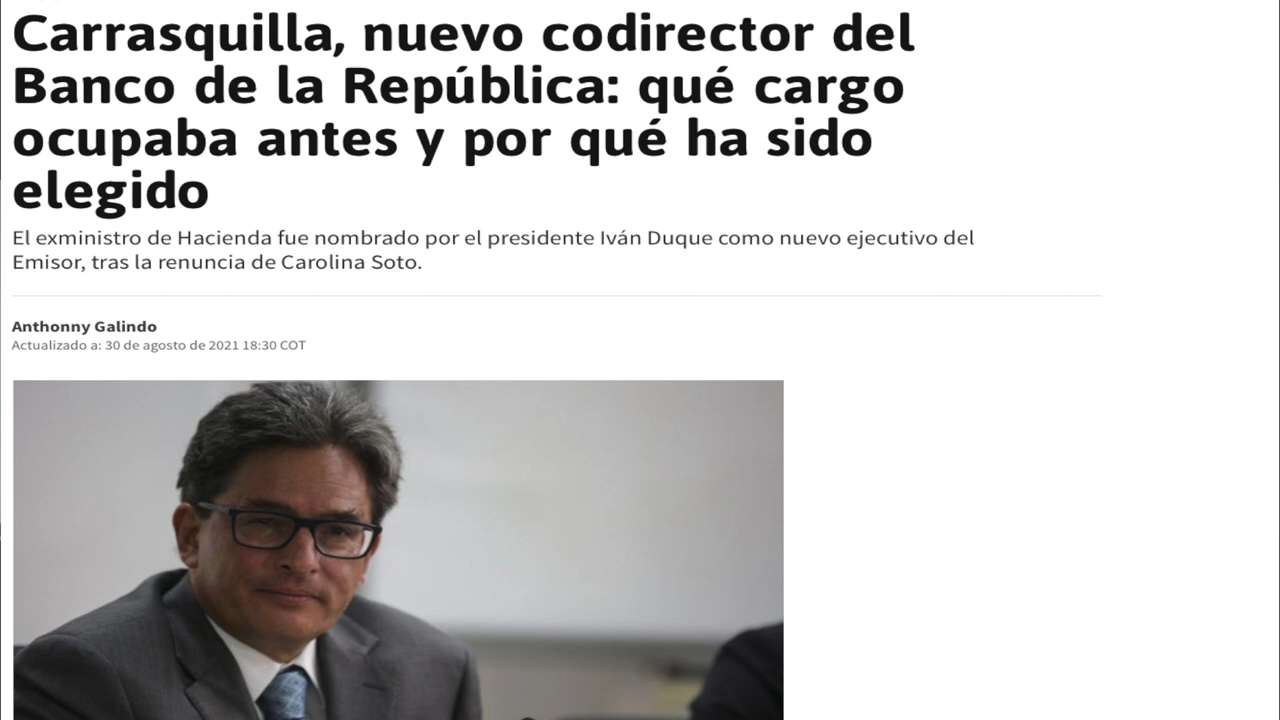 Carrasquilla, nuevo codirector del
Banco de la República: qué cargo
ocupaba antes y por qué ha sido
elegido
El exministro de Hacienda fue nombrado por el presidente Iván Duque como nuevo ejecutivo del
Emisor, tras la renuncia de Carolina Soto.
Anthonny Galindo
Actualizado a: 30 de agosto de 2021 18:30 COT